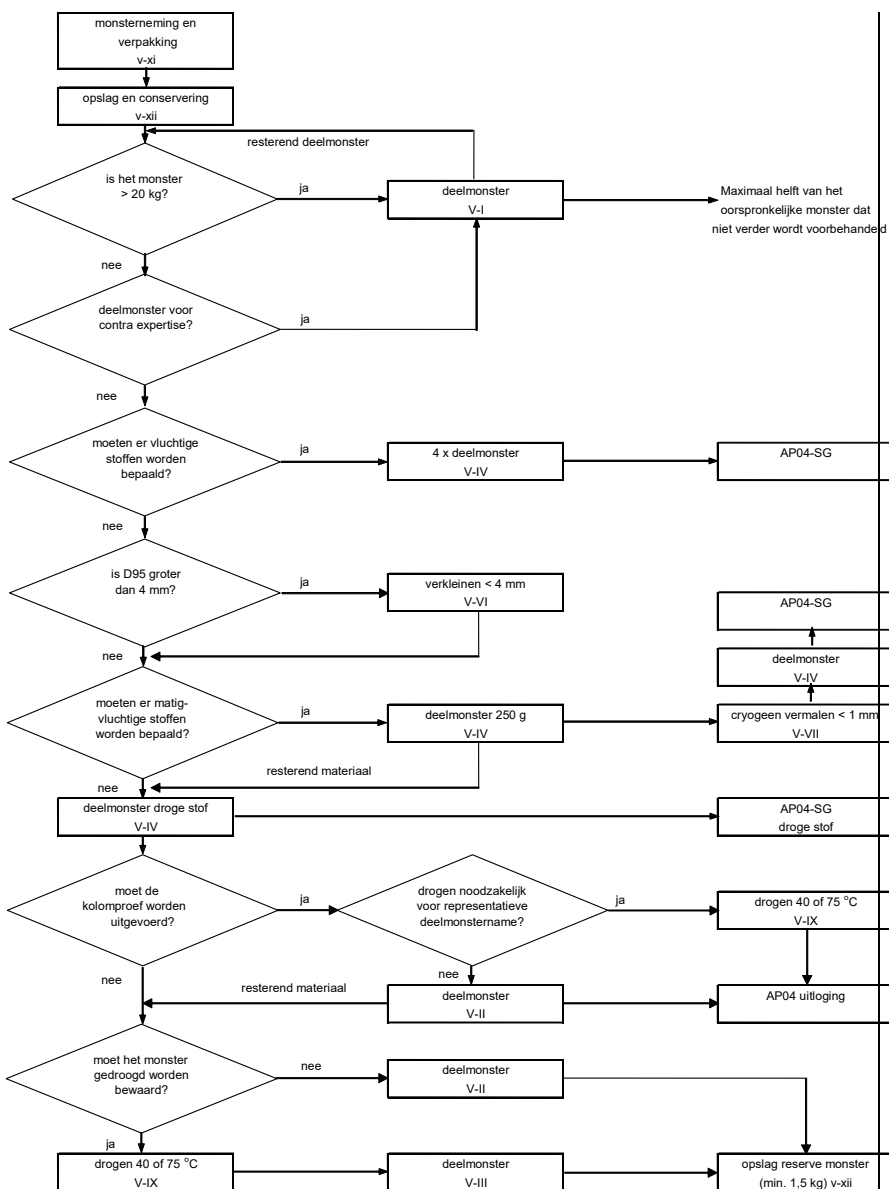 monsterneming en
verpakking
v-xi
opslag en conservering
v-xii
resterend deelmonster
is het monster
> 20 kg?
ja
deelmonster
V-I
Maximaal helft van het
oorspronkelijke monster dat
niet verder wordt voorbehandeld
nee
deelmonster voor
contra expertise?
ja
nee
moeten er vluchtige
stoffen worden
bepaald?
ja
4 x deelmonster
V-IV
AP04-SG
nee
is D95 groter
dan 4 mm?
ja
verkleinen < 4 mm
V-VI
AP04-SG
nee
deelmonster
V-IV
moeten er matig-
vluchtige stoffen
worden bepaald?
ja
deelmonster 250 g
V-IV
cryogeen vermalen < 1 mm
V-VII
resterend materiaal
nee
deelmonster droge stof
V-IV
AP04-SG
droge stof
moet de
kolomproef worden
uitgevoerd?
ja
drogen noodzakelijk
voor representatieve
deelmonstername?
ja
drogen 40 of 75 °C
V-IX
nee
nee
resterend materiaal
deelmonster
V-II
AP04 uitloging
moet het monster
gedroogd worden
bewaard?
nee
deelmonster
V-II
ja
drogen 40 of 75 °C
V-IX
deelmonster
V-III
opslag reserve monster
(min. 1,5 kg) v-xii